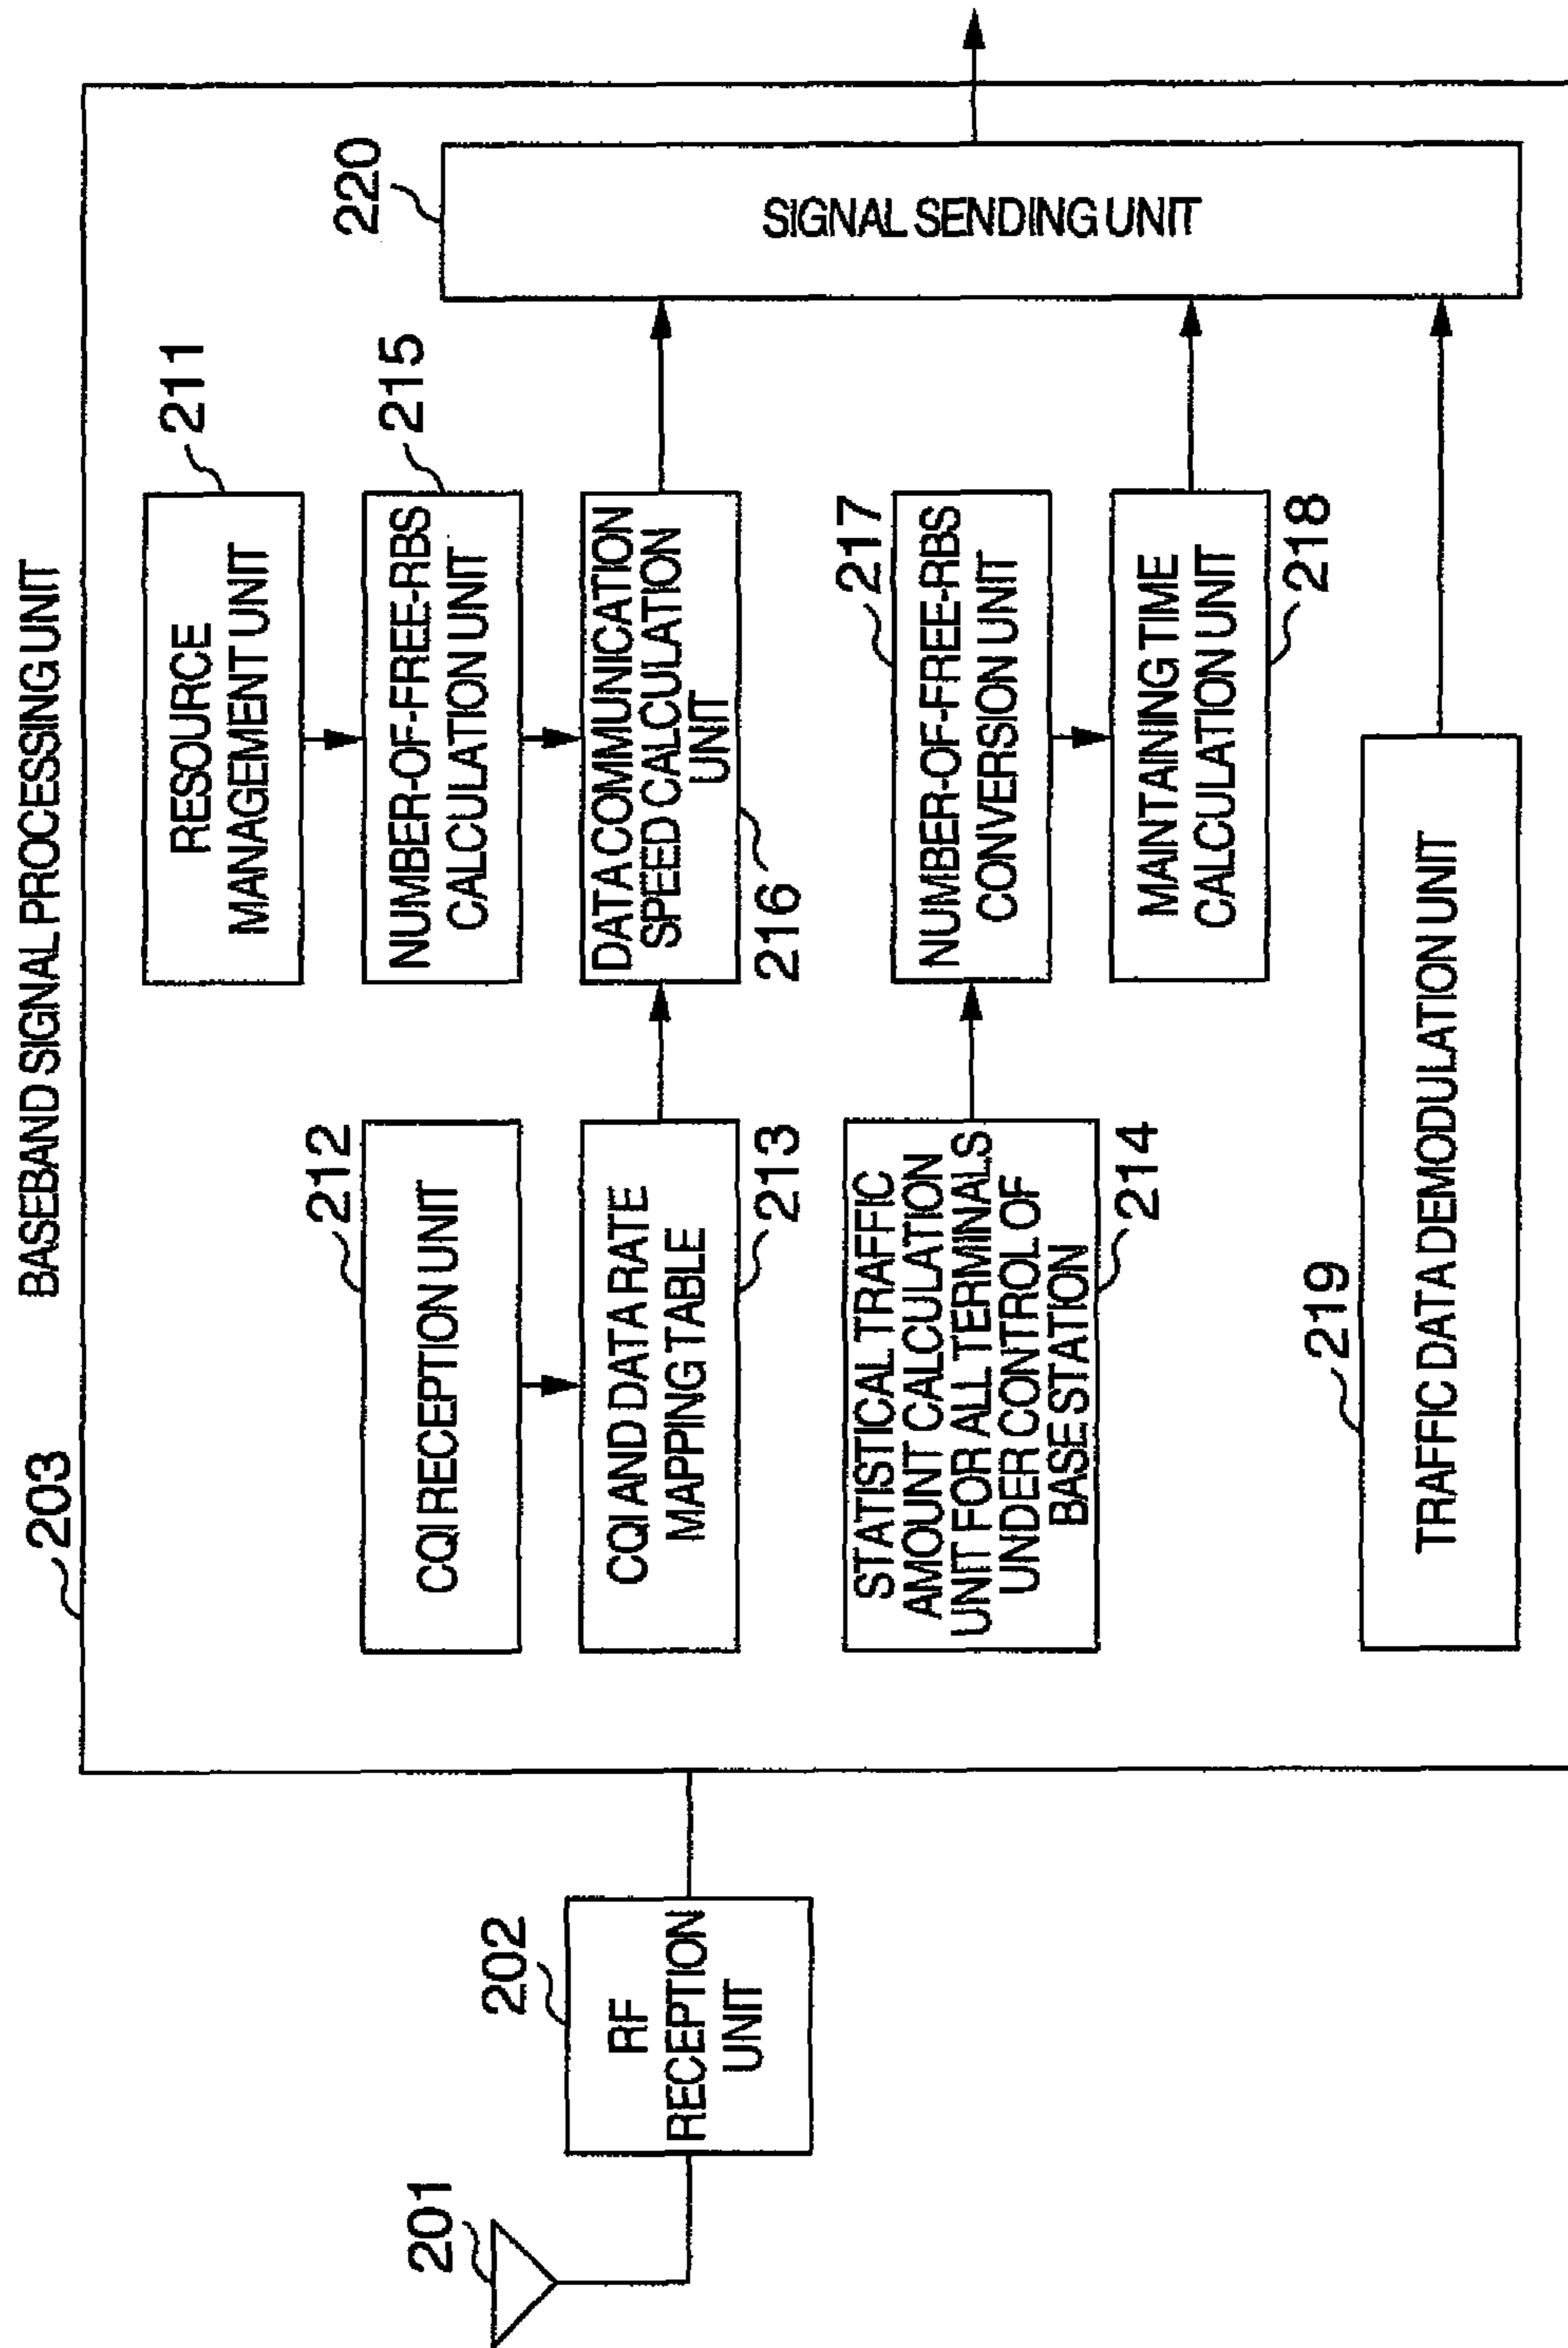 BASEBAND SIGNAL PROCESSING UNIT
203
201
202
RF
RECEPTION
UNIT
211
RESOURCE
MANAGEMENT UNIT
212
CQI RECEPTION UNIT
215
NUMBER-OF-FREE-RBS
CALCULATION UNIT
CQI AND DATA RATE
MAPPING TABLE
213
DATA COMMUNICATION
SPEED CALCULATION
UNIT
216
STATISTICAL TRAFFIC
AMOUNT CALCULATION
UNIT FOR ALL TERMINALS
UNDER CONTROL OF
BASE STATION
214
217
NUMBER-OF-FREE-RBS
CONVERSION UNIT
MAINTAINING TIME
CALCULATION UNIT
218
219
TRAFFIC DATA DEMODULATION UNIT
220
SIGNAL SENDING UNIT